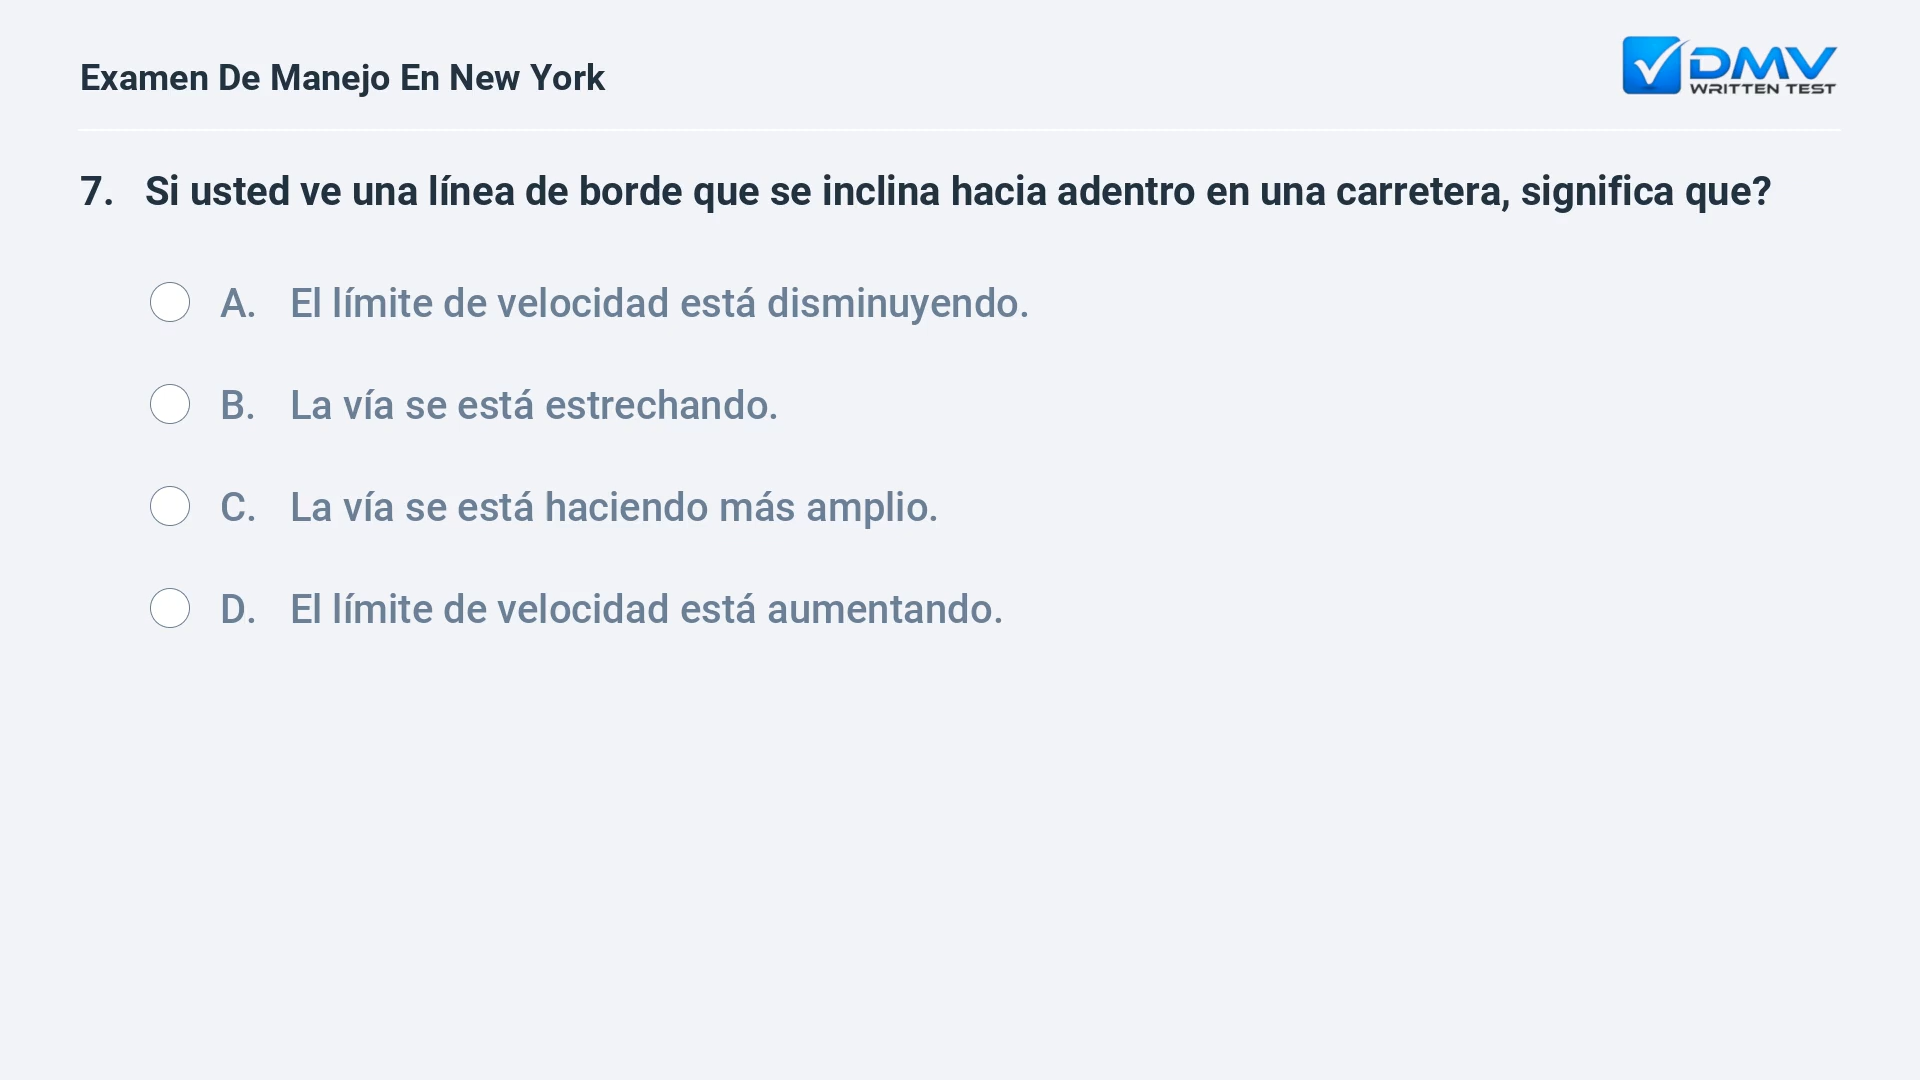 Examen De Manejo En New York
DMV
WRITTEN TEST
7. Si usted ve una línea de borde que se inclina hacia adentro en una carretera, significa que?
A. El límite de velocidad está disminuyendo.
B. La vía se está estrechando.
C. La vía se está haciendo más amplio.
D. El límite de velocidad está aumentando.